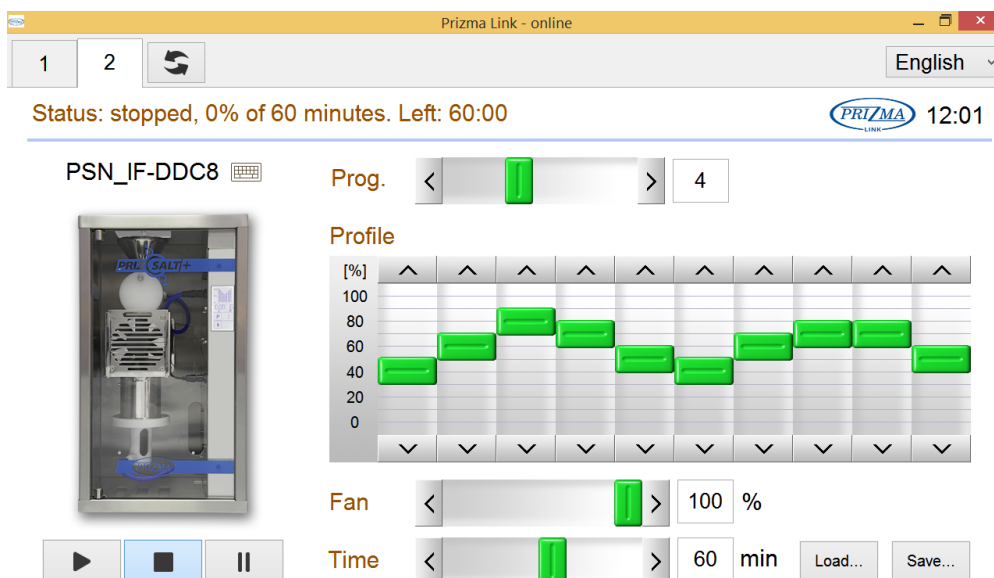 Prizma Link - online
1 2 English
Status: stopped, 0% of 60 minutes. Left: 60:00
PRIZMA LINK 12:01
PSN_IF-DDC8
Prog. 4
Profile
[%]
100
80
60
40
20
0
SALT+
Fan 100 %
Time 60 min Load... Save...